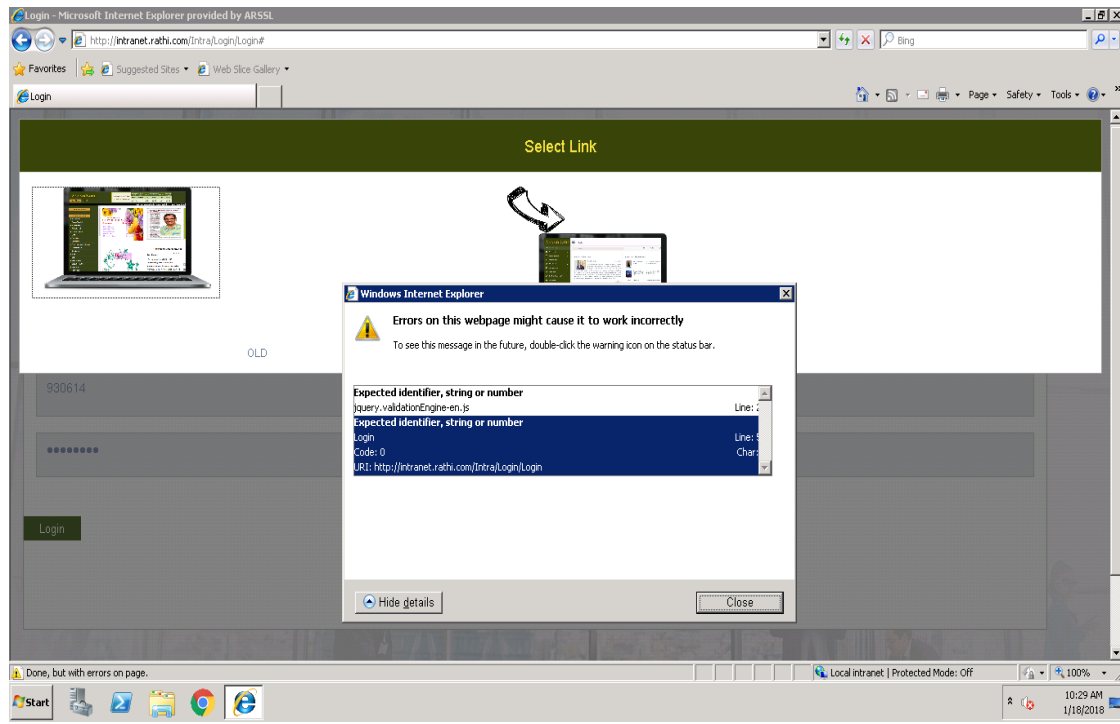 Login - Microsoft Internet Explorer provided by ARSSL
http://intranet.rathi.com/Intra/Login/Login#
Bing
Favorites
Suggested Sites
Web Slice Gallery
Login
Page
Safety
Tools
Select Link
OLD
Windows Internet Explorer
Errors on this webpage might cause it to work incorrectly
To see this message in the future, double-click the warning icon on the status bar.
Expected identifier, string or number
jquery.validationEngine-en.js Line:
Expected identifier, string or number
Login Line:
Code: 0 Char:
URI: http://intranet.rathi.com/Intra/Login/Login
Hide details
Close
930614
Login
Done, but with errors on page.
Local intranet | Protected Mode: Off
100%
Start
10:29 AM
1/18/2018